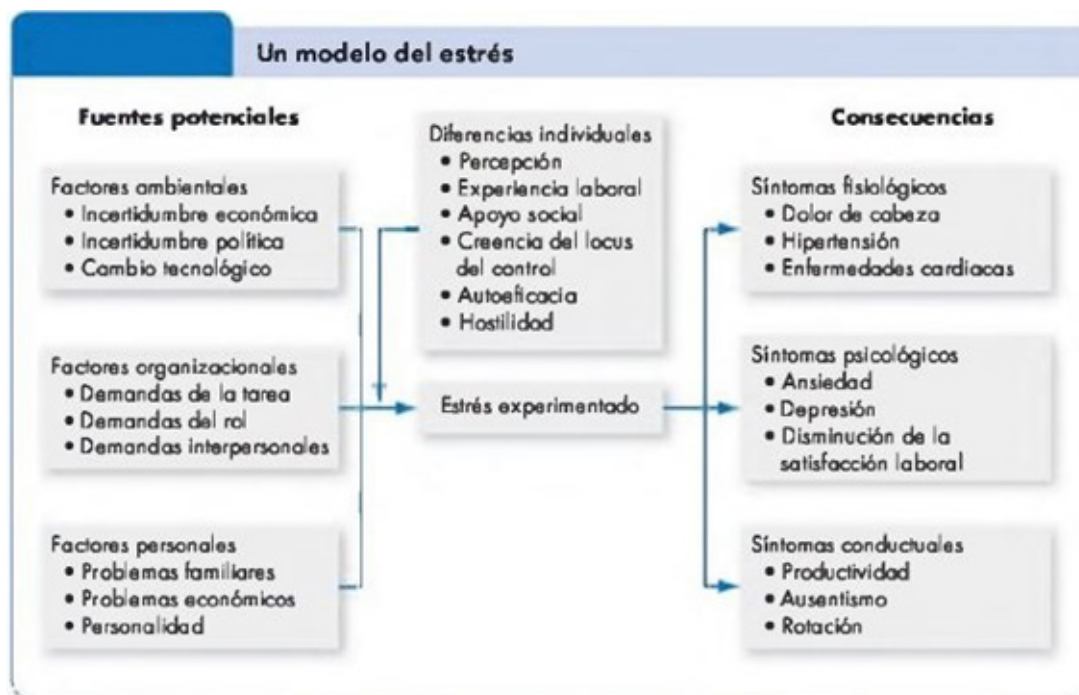 Un modelo del estrés
Fuentes potenciales
Factores ambientales
• Incertidumbre económica
• Incertidumbre política
• Cambio tecnológico
Factores organizacionales
• Demandas de la tarea
• Demandas del rol
• Demandas interpersonales
Factores personales
• Problemas familiares
• Problemas económicos
• Personalidad
Diferencias individuales
• Percepción
• Experiencia laboral
• Apoyo social
• Creencia del locus
del control
• Autoeficacia
• Hostilidad
Estrés experimentado
Consecuencias
Síntomas fisiológicos
• Dolor de cabeza
• Hipertensión
• Enfermedades cardiacas
Síntomas psicológicos
• Ansiedad
• Depresión
• Disminución de la
satisfacción laboral
Síntomas conductuales
• Productividad
• Ausentismo
• Rotación